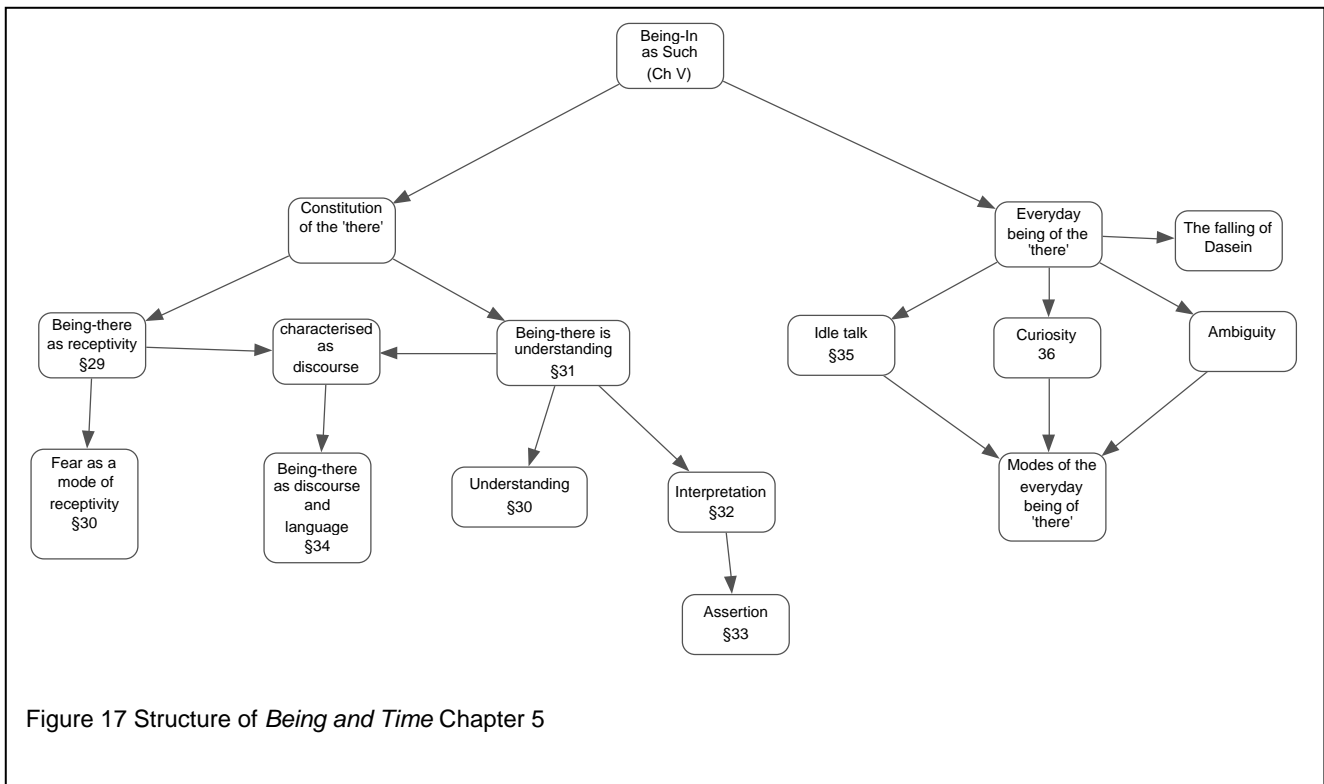 Being-In
as Such
(Ch V)
Constitution
of the 'there'
Everyday
being of the
'there'
The falling of
Dasein
Being-there
as receptivity
§29
characterised
as
discourse
Being-there is
understanding
§31
Idle talk
§35
Curiosity
36
Ambiguity
Fear as a
mode of
receptivity
§30
Being-there
as discourse
and
language
§34
Understanding
§30
Interpretation
§32
Modes of the
everyday
being of
'there'
Assertion
§33
Figure 17 Structure of Being and Time Chapter 5